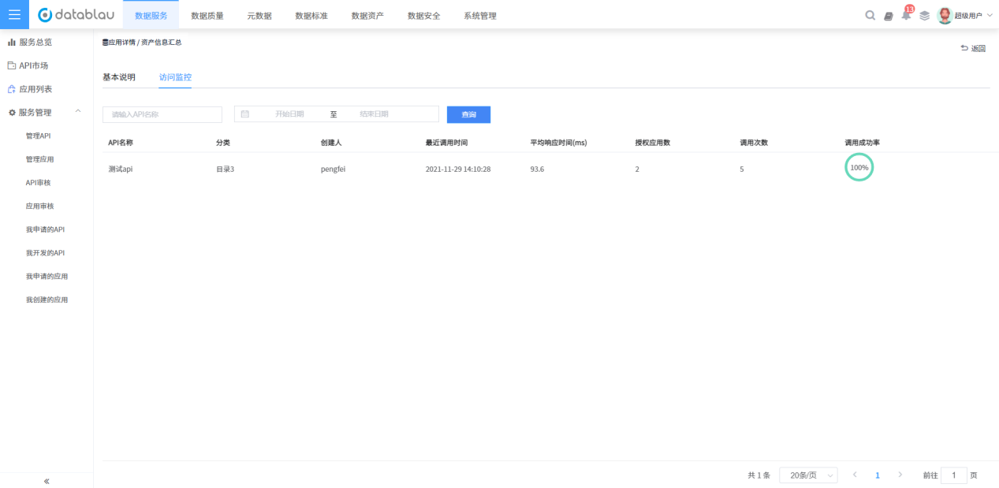 datablau 数据服务 数据质量 元数据 数据标准 数据资产 数据安全 系统管理 13 超级用户
服务总览
API市场
应用列表
服务管理
管理API
管理应用
API审核
应用审核
我申请的API
我开发的API
我申请的应用
我创建的应用
«
应用详情 / 资产信息汇总
返回
基本说明 访问监控
请输入API名称 开始日期 至 结束日期 查询
API名称 分类 创建人 最近调用时间 平均响应时间(ms) 授权应用数 调用次数 调用成功率
测试api 目录3 pengfei 2021-11-29 14:10:28 93.6 2 5 100%
共 1 条 20条/页 1 前往 1 页